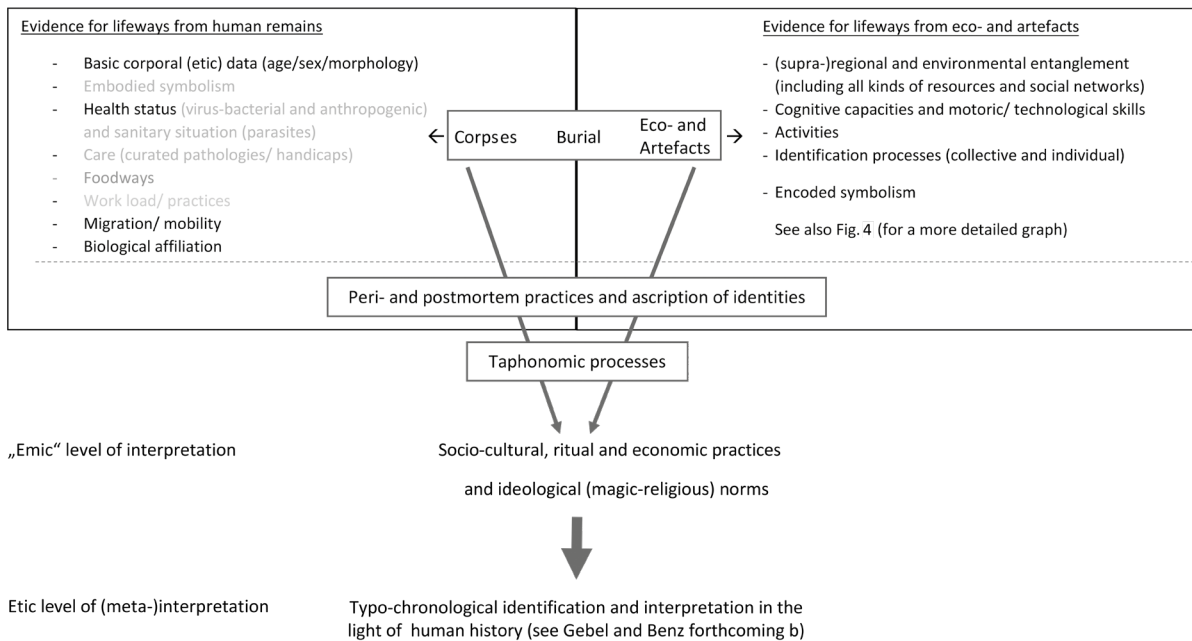 Evidence for lifeways from human remains
- Basic corporal (etic) data (age/sex/morphology)
- Embodied symbolism
- Health status (virus-bacterial and anthropogenic)
and sanitary situation (parasites)
- Care (curated pathologies/ handicaps)
- Foodways
- Work load/ practices
- Migration/ mobility
- Biological affiliation
← Corpses Burial Eco- and
Artefacts →
Evidence for lifeways from eco- and artefacts
- (supra-)regional and environmental entanglement
(including all kinds of resources and social networks)
- Cognitive capacities and motoric/ technological skills
- Activities
- Identification processes (collective and individual)
- Encoded symbolism
See also Fig. 4 (for a more detailed graph)
Peri- and postmortem practices and ascription of identities
Taphonomic processes
„Emic“ level of interpretation
Socio-cultural, ritual and economic practices
and ideological (magic-religious) norms
Etic level of (meta-)interpretation
Typo-chronological identification and interpretation in the
light of human history (see Gebel and Benz forthcoming b)